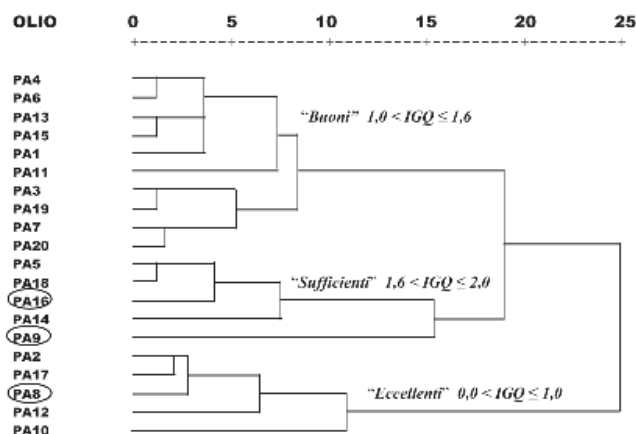 OLIO 0 5 10 15 20 25
PA4
PA6
PA13
“Buoni” 1,0 < IGQ ≤ 1,6
PA15
PA1
PA11
PA3
PA19
PA7
PA20
PA5
PA18
“Sufficienti” 1,6 < IGQ ≤ 2,0
PA16
PA14
PA9
PA2
PA17
PA8
“Eccellenti” 0,0 < IGQ ≤ 1,0
PA12
PA10